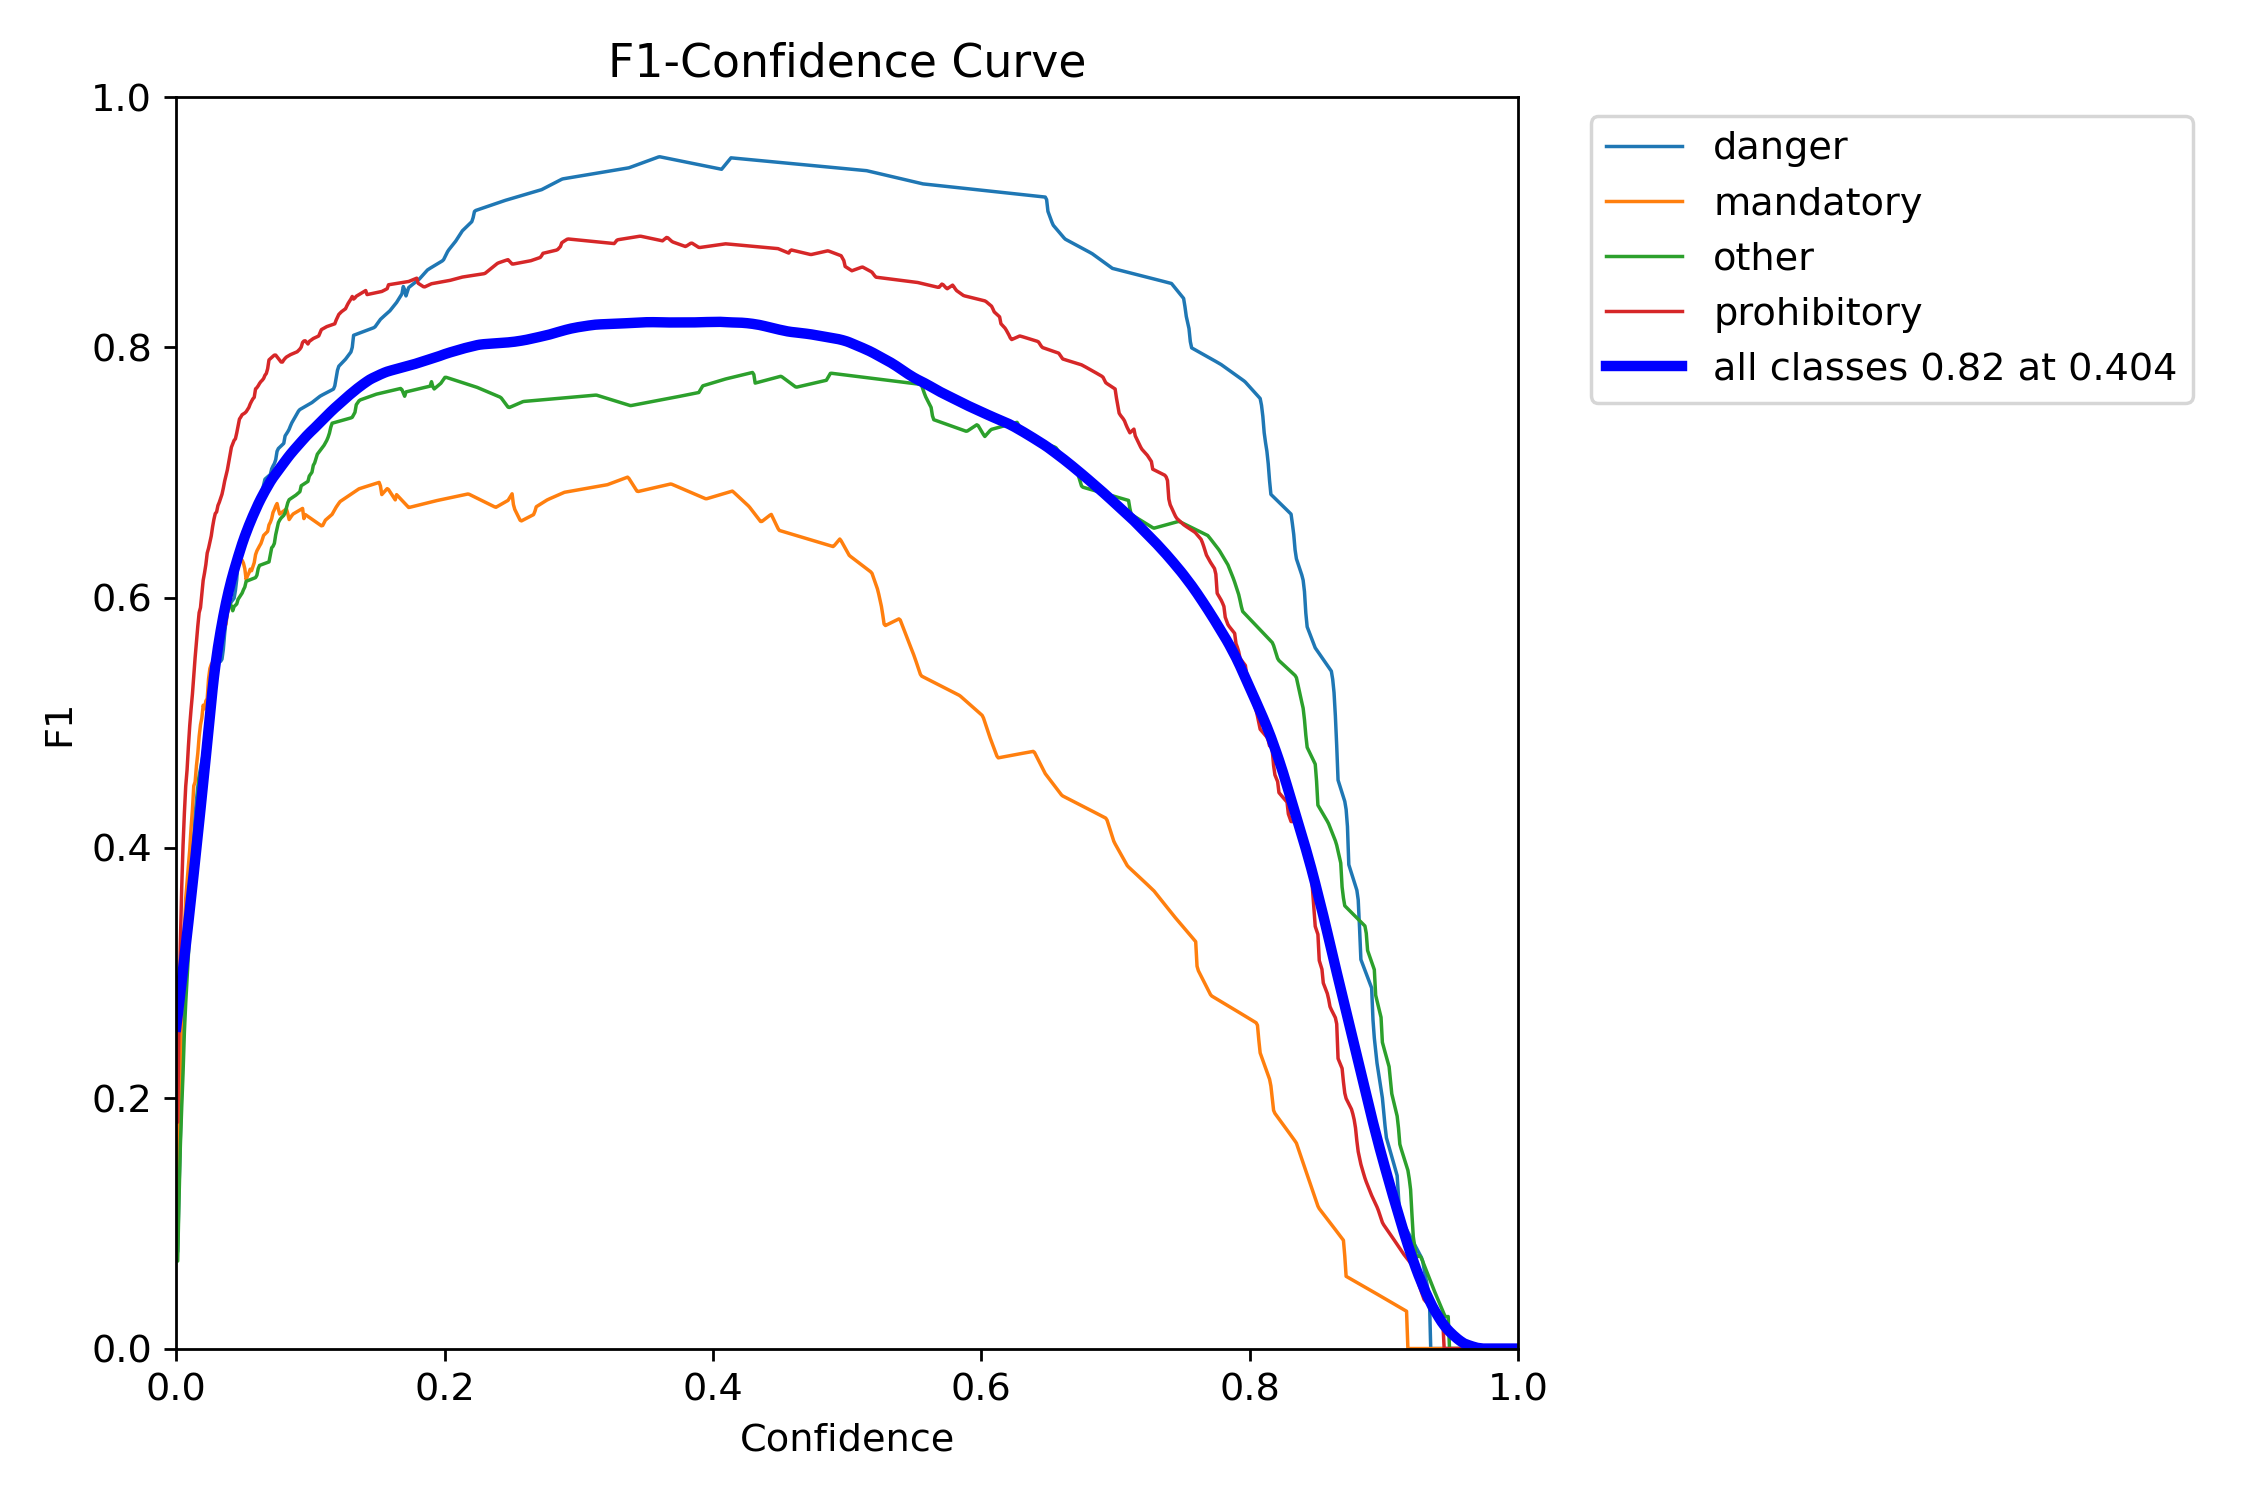 F1-Confidence Curve
1.0
0.8
0.6
0.4
0.2
0.0
F1
0.0 0.2 0.4 0.6 0.8 1.0
Confidence
danger
mandatory
other
prohibitory
all classes 0.82 at 0.404